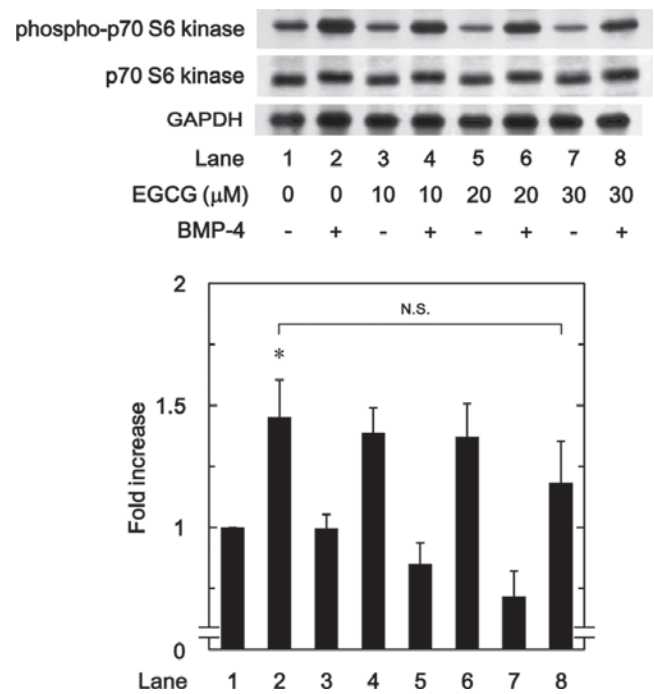 phospho-p70 S6 kinase
p70 S6 kinase
GAPDH
Lane 1 2 3 4 5 6 7 8
EGCG (μM) 0 0 10 10 20 20 30 30
BMP-4 - + - + - + - +
2
N.S.
*
1.5
Fold increase
1
0
Lane 1 2 3 4 5 6 7 8